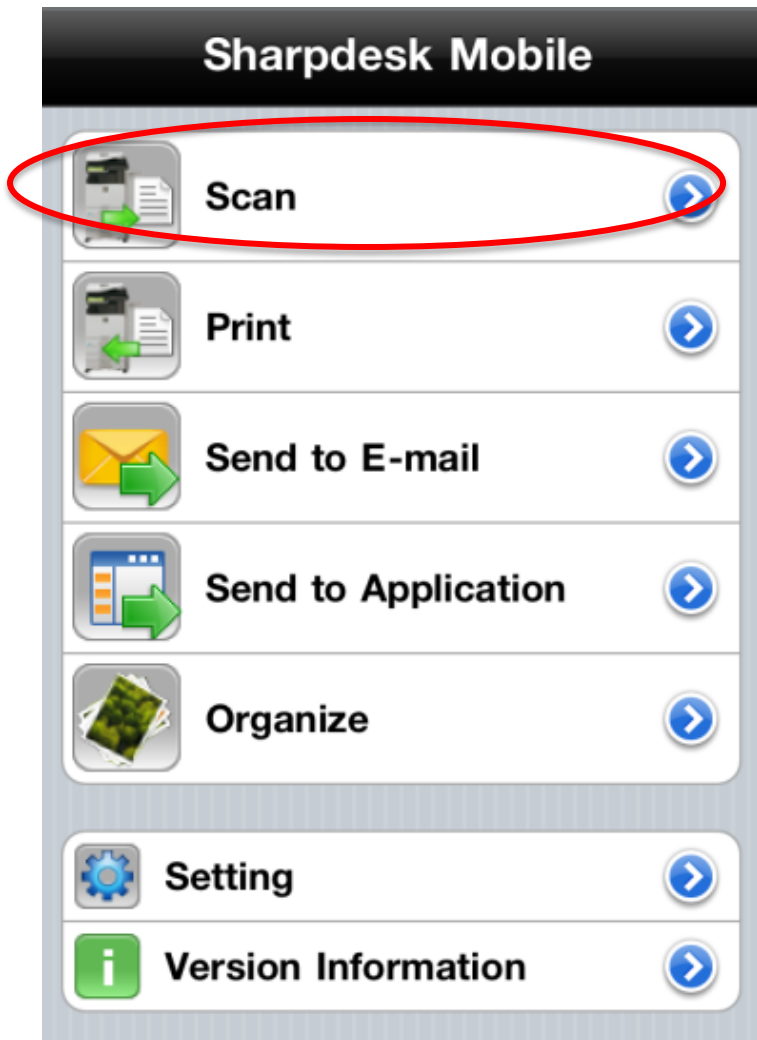 Sharpdesk Mobile
Scan
Print
Send to E-mail
Send to Application
Organize
Setting
Version Information